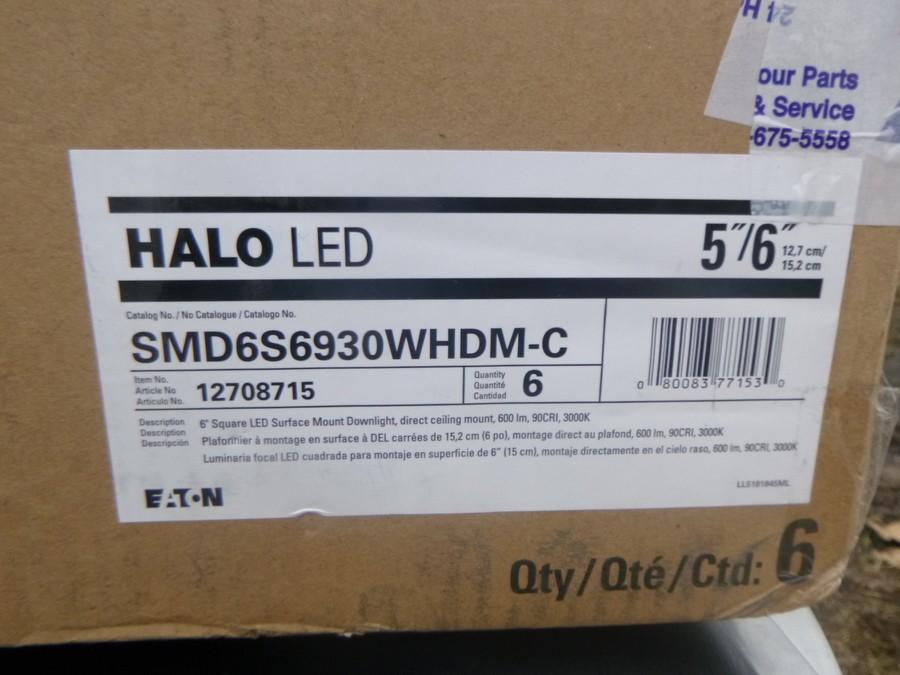 our Parts
& Service
-675-5558
HALO LED
5"/6" 12,7 cm/
15,2 cm
Catalog No. / No Catalogue / Catalogo No.
SMD6S6930WHDM-C
Item No.
Article No
Articulo No.
12708715
Quantity
Quantité
Cantidad
6
0 80083 77153 0
Description 6" Square LED Surface Mount Downlight, direct ceiling mount, 600 lm, 90CRI, 3000K
Description Plafonnier à montage en surface à DEL carrées de 15,2 cm (6 po), montage direct au plafond, 600 lm, 90CRI, 3000K
Descripción Luminaria focal LED cuadrada para montaje en superficie de 6" (15 cm), montaje directamente en el cielo raso, 600 lm, 90CRI, 3000K
EATON
Qty/Qté/Ctd: 6